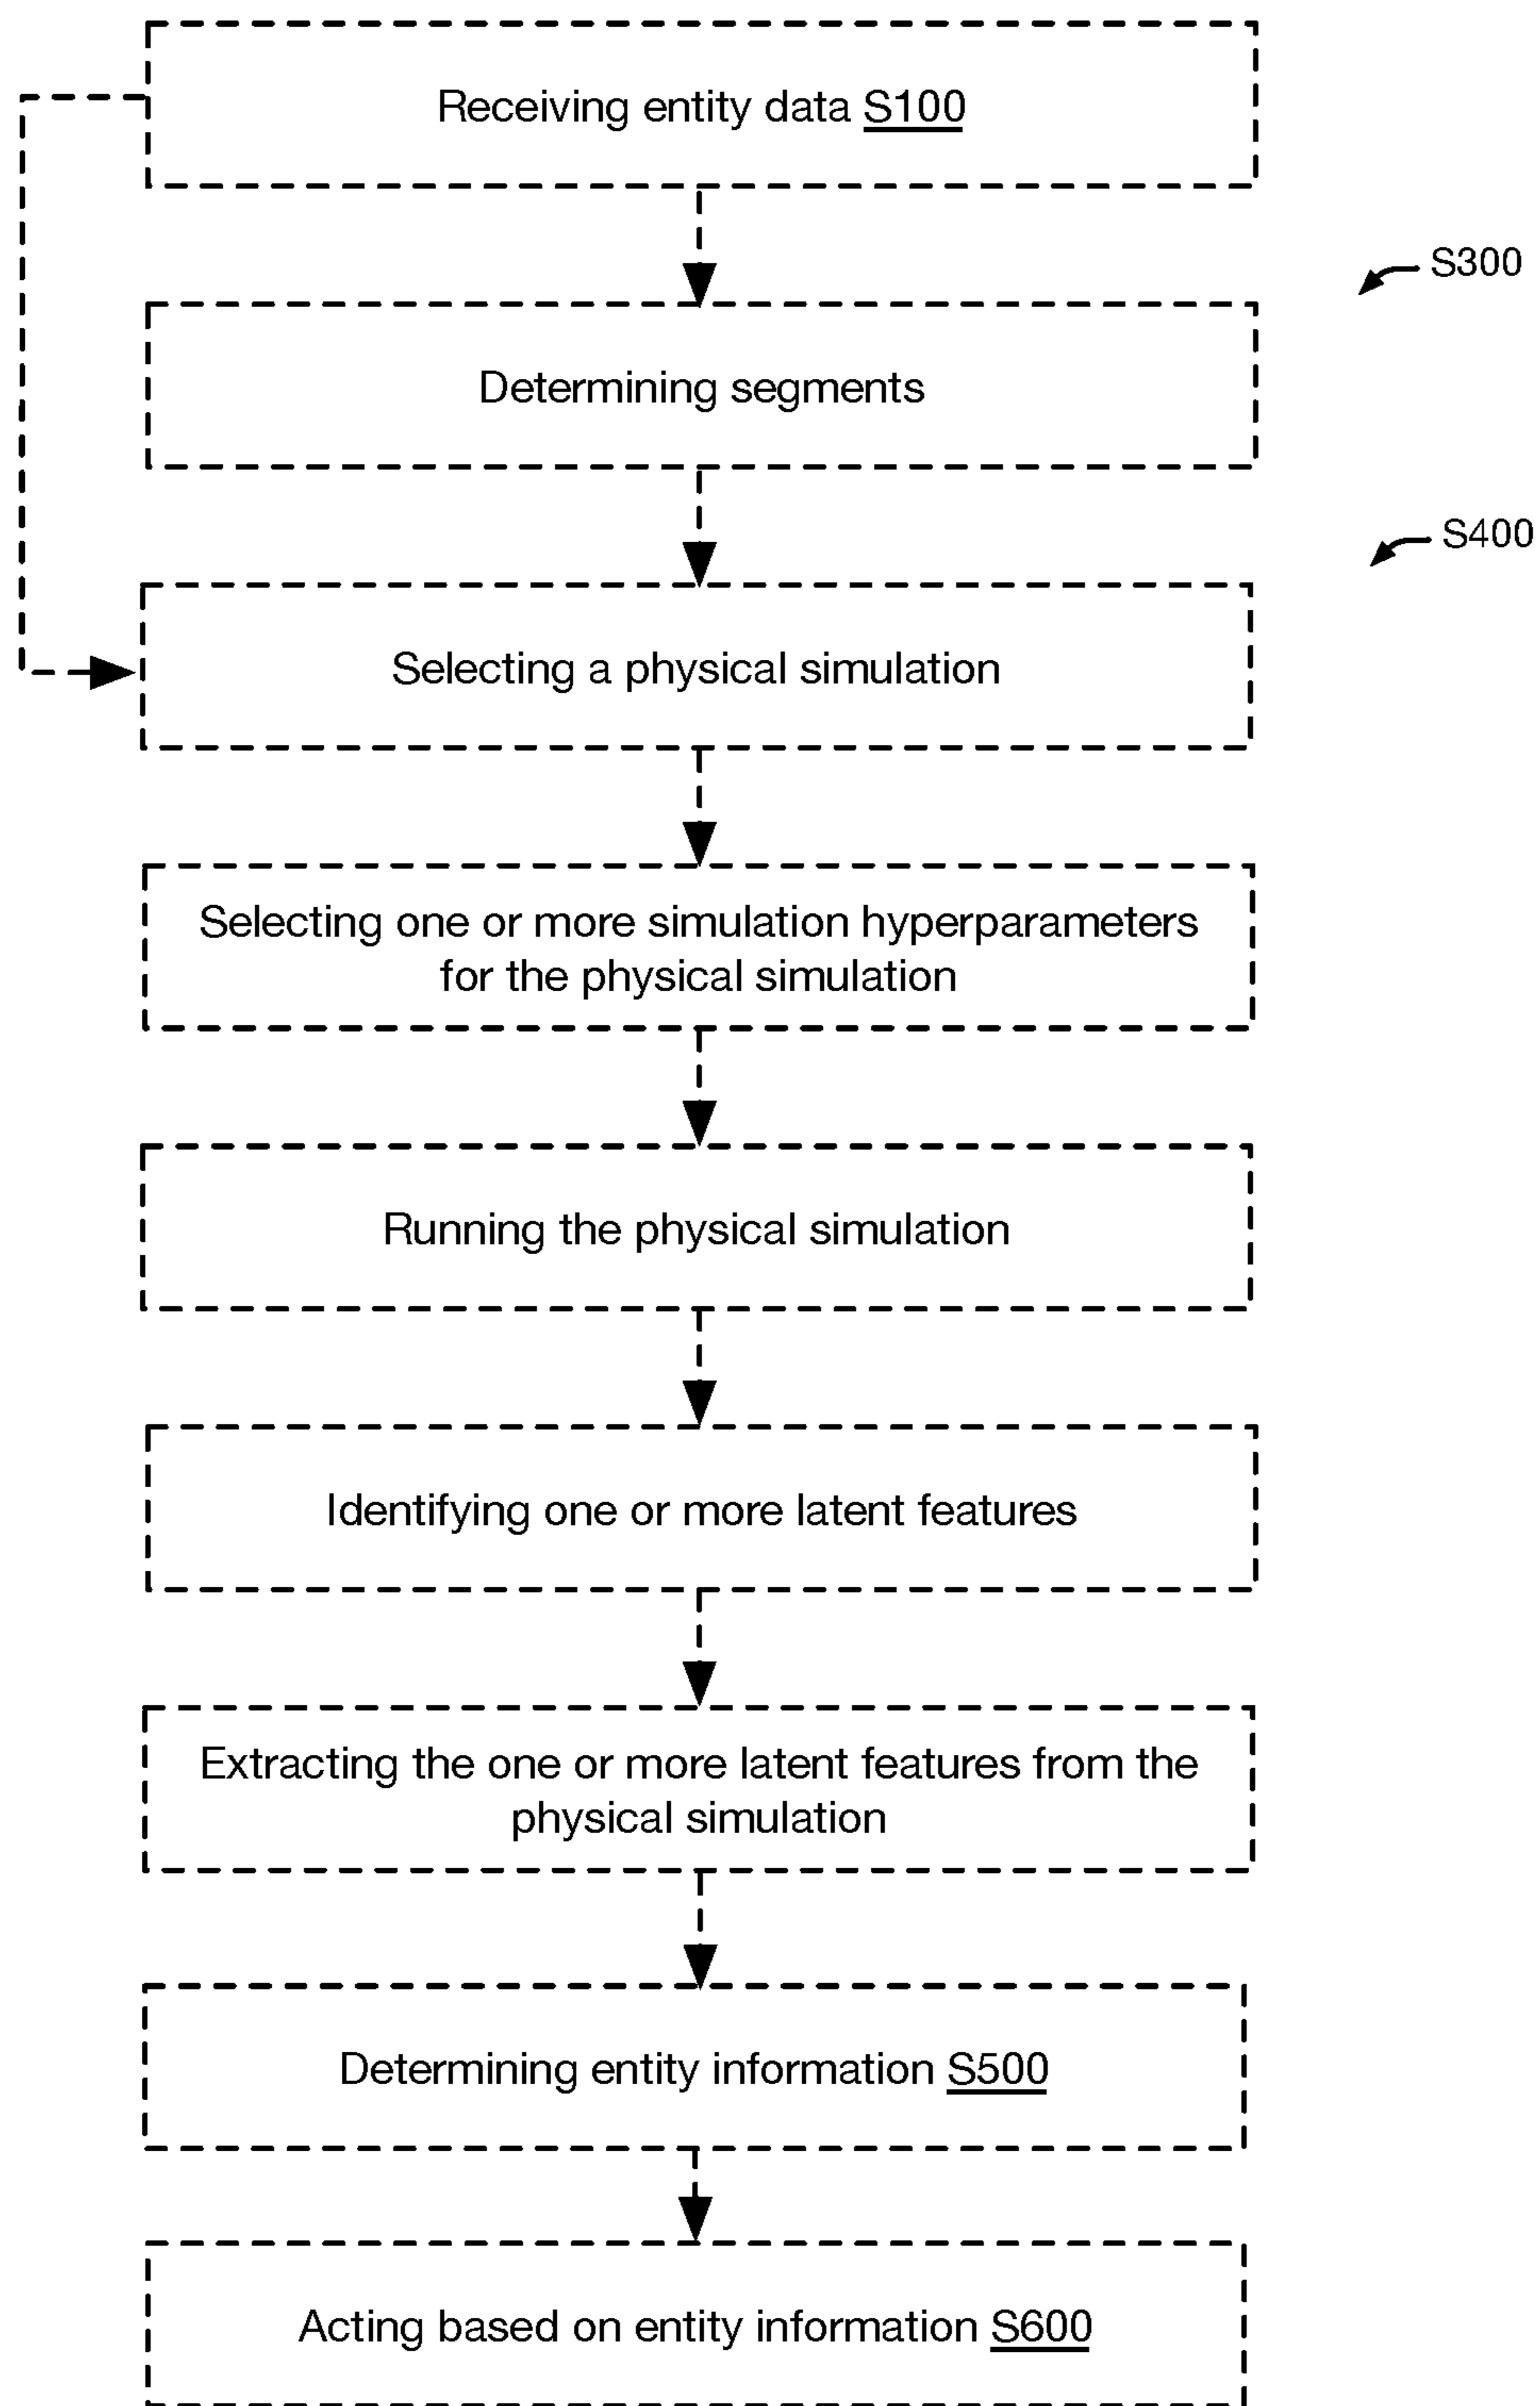 Receiving entity data S100
S300
Determining segments
S400
Selecting a physical simulation
Selecting one or more simulation hyperparameters
for the physical simulation
Running the physical simulation
Identifying one or more latent features
Extracting the one or more latent features from the
physical simulation
Determining entity information S500
Acting based on entity information S600